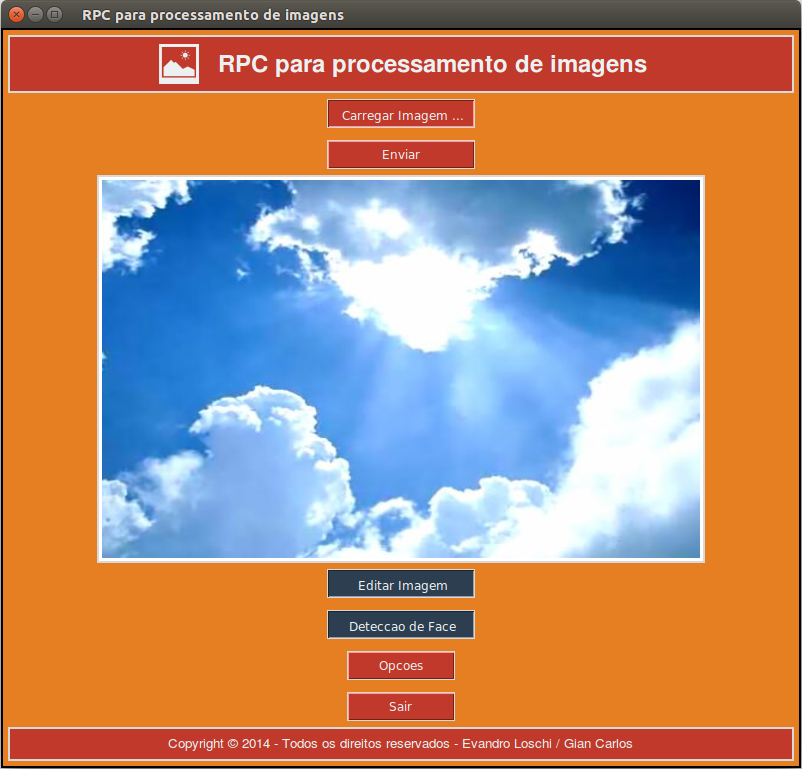 RPC para processamento de imagens
RPC para processamento de imagens
Carregar Imagem ...
Enviar
Editar Imagem
Deteccao de Face
Opcoes
Sair
Copyright © 2014 - Todos os direitos reservados - Evandro Loschi / Gian Carlos